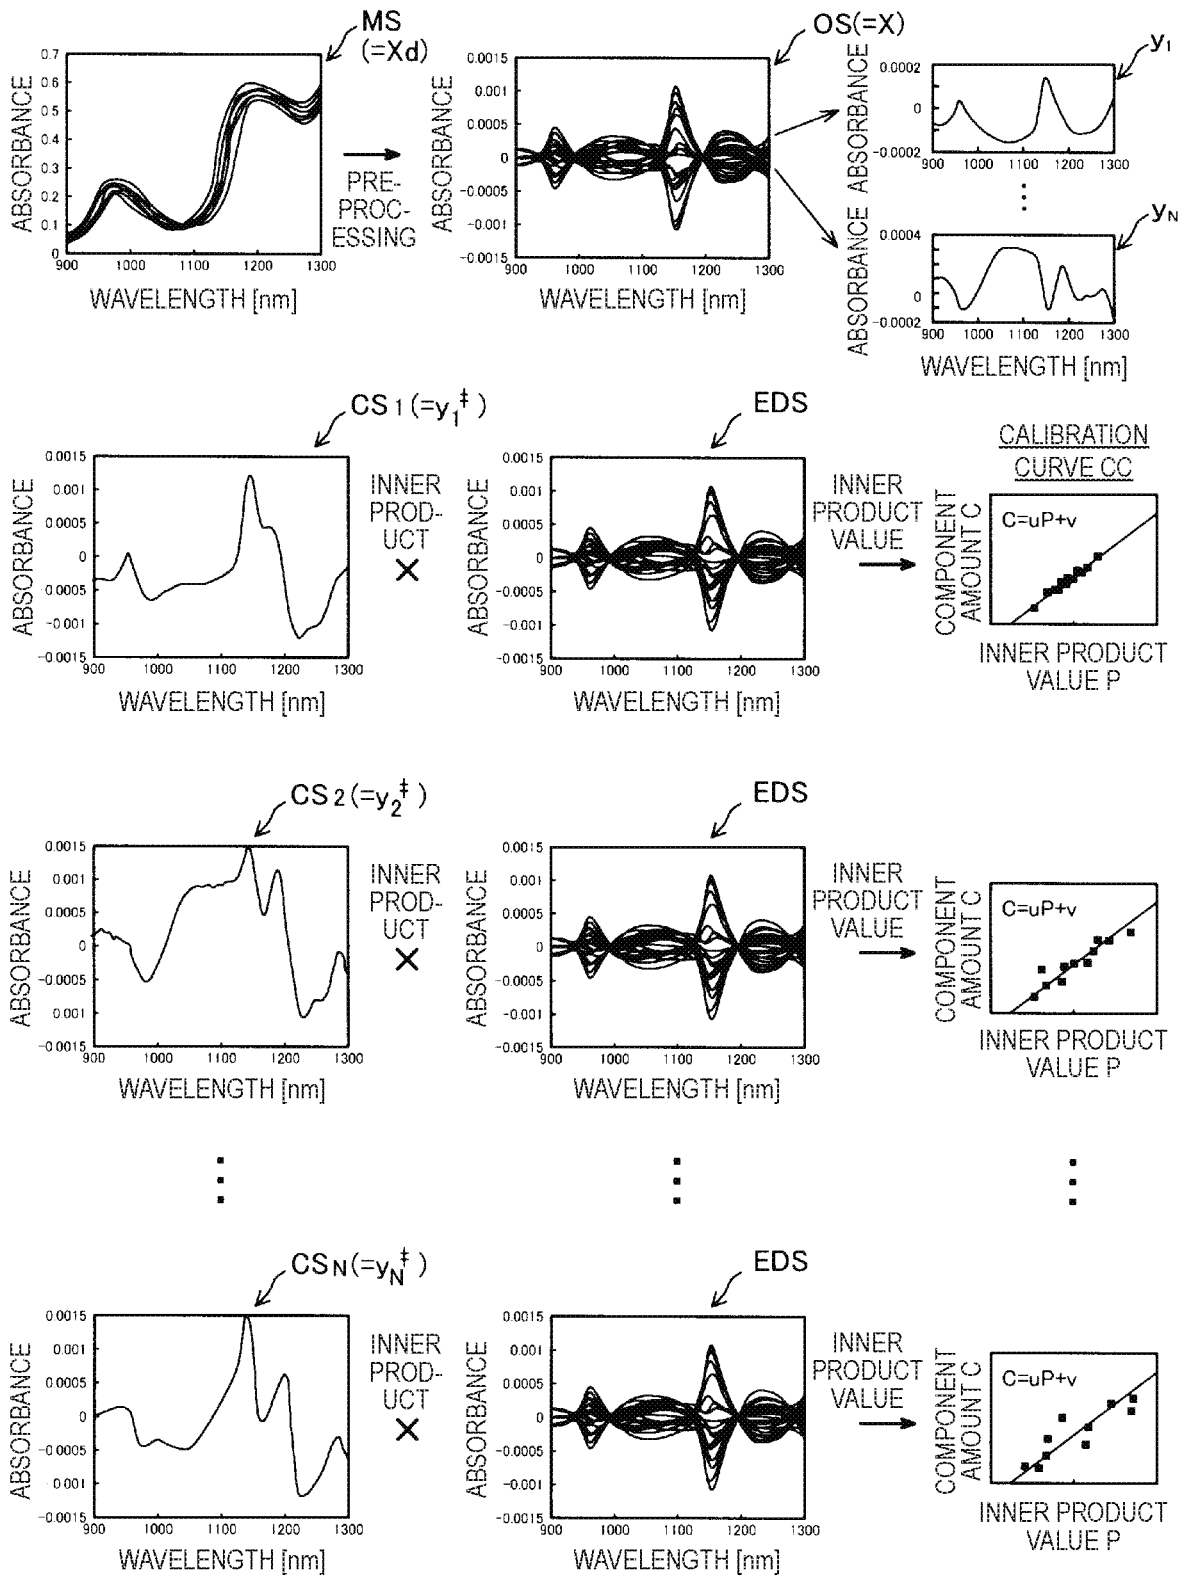 MS
(=Xd)
0.7
0.6
0.5
0.4
0.3
0.2
0.1
0
900 1000 1100 1200 1300
ABSORBANCE
WAVELENGTH [nm]
PRE-
PROC-
ESSING
OS(=X)
0.0015
0.001
0.0005
0
-0.0005
-0.001
-0.0015
900 1000 1100 1200 1300
ABSORBANCE
WAVELENGTH [nm]
y1
0.0002
0
-0.0002
900 1000 1100 1200 1300
ABSORBANCE
yN
0.0004
0
-0.0002
900 1000 1100 1200 1300
ABSORBANCE
WAVELENGTH [nm]
CS1(=y1‡)
0.0015
0.001
0.0005
0
0.0005
-0.001
-0.0015
900 1000 1100 1200 1300
ABSORBANCE
WAVELENGTH [nm]
INNER
PROD-
UCT
×
EDS
0.0015
0.001
0.0005
0
-0.0005
-0.001
-0.0015
900 1000 1100 1200 1300
ABSORBANCE
WAVELENGTH [nm]
INNER
PRODUCT
VALUE
CALIBRATION
CURVE CC
C=uP+v
COMPONENT
AMOUNT C
INNER PRODUCT
VALUE P
CS2(=y2‡)
0.0015
0.001
0.0005
0
-0.0005
-0.001
-0.0015
900 1000 1100 1200 1300
ABSORBANCE
WAVELENGTH [nm]
INNER
PROD-
UCT
×
EDS
0.0015
0.001
0.0005
0
-0.0005
-0.001
-0.0015
900 1000 1100 1200 1300
ABSORBANCE
WAVELENGTH [nm]
INNER
PRODUCT
VALUE
C=uP+v
COMPONENT
AMOUNT C
INNER PRODUCT
VALUE P
CSN(=yN‡)
0.0015
0.001
0.0005
0
-0.0005
0.001
-0.0015
900 1000 1100 1200 1300
ABSORBANCE
WAVELENGTH [nm]
INNER
PROD-
UCT
×
EDS
0.0015
0.001
0.0005
0
-0.0005
-0.001
-0.0015
900 1000 1100 1200 1300
ABSORBANCE
WAVELENGTH [nm]
INNER
PRODUCT
VALUE
C=uP+v
COMPONENT
AMOUNT C
INNER PRODUCT
VALUE P